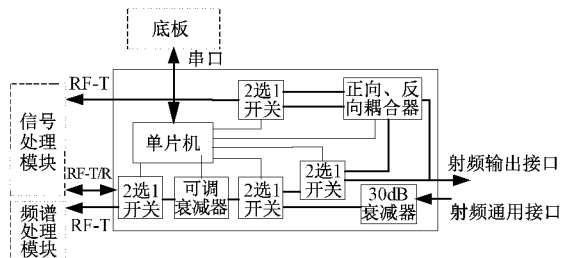 底板
串口
RF-T
2选1
开关
正向、反
向耦合器
信号
处理
模块
单片机
RF-T/R
2选1
开关
射频输出接口
2选1
开关
可调
衰减器
2选1
开关
30dB
衰减器
射频通用接口
频谱
处理
模块
RF-T